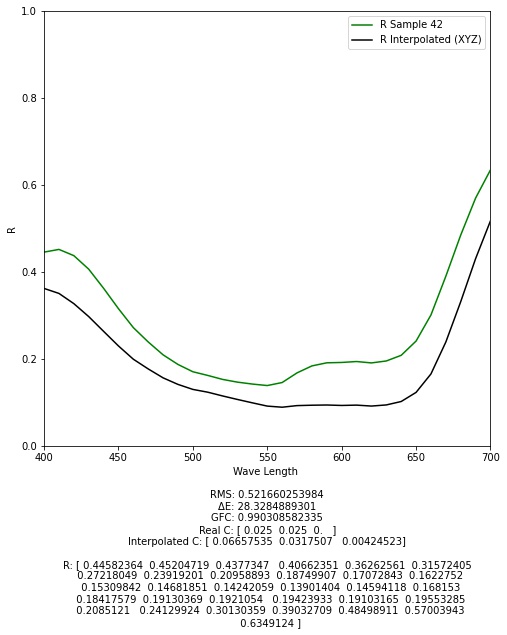 1.0
0.8
0.6
0.4
0.2
0.0
R
R Sample 42
R Interpolated (XYZ)
400 450 500 550 600 650 700
Wave Length
RMS: 0.521660253984
ΔE: 28.3284889301
GFC: 0.990308582335
Real C: [ 0.025 0.025 0. ]
Interpolated C: [ 0.06657535 0.0317507 0.00424523]
R: [ 0.44582364 0.45204719 0.4377347 0.40662351 0.36262561 0.31572405
0.27218049 0.23919201 0.20958893 0.18749907 0.17072843 0.1622752
0.15309842 0.14681851 0.14242059 0.13901404 0.14594118 0.168153
0.18417579 0.19130369 0.1921054 0.19423933 0.19103165 0.19553285
0.2085121 0.24129924 0.30130359 0.39032709 0.48498911 0.57003943
0.6349124 ]